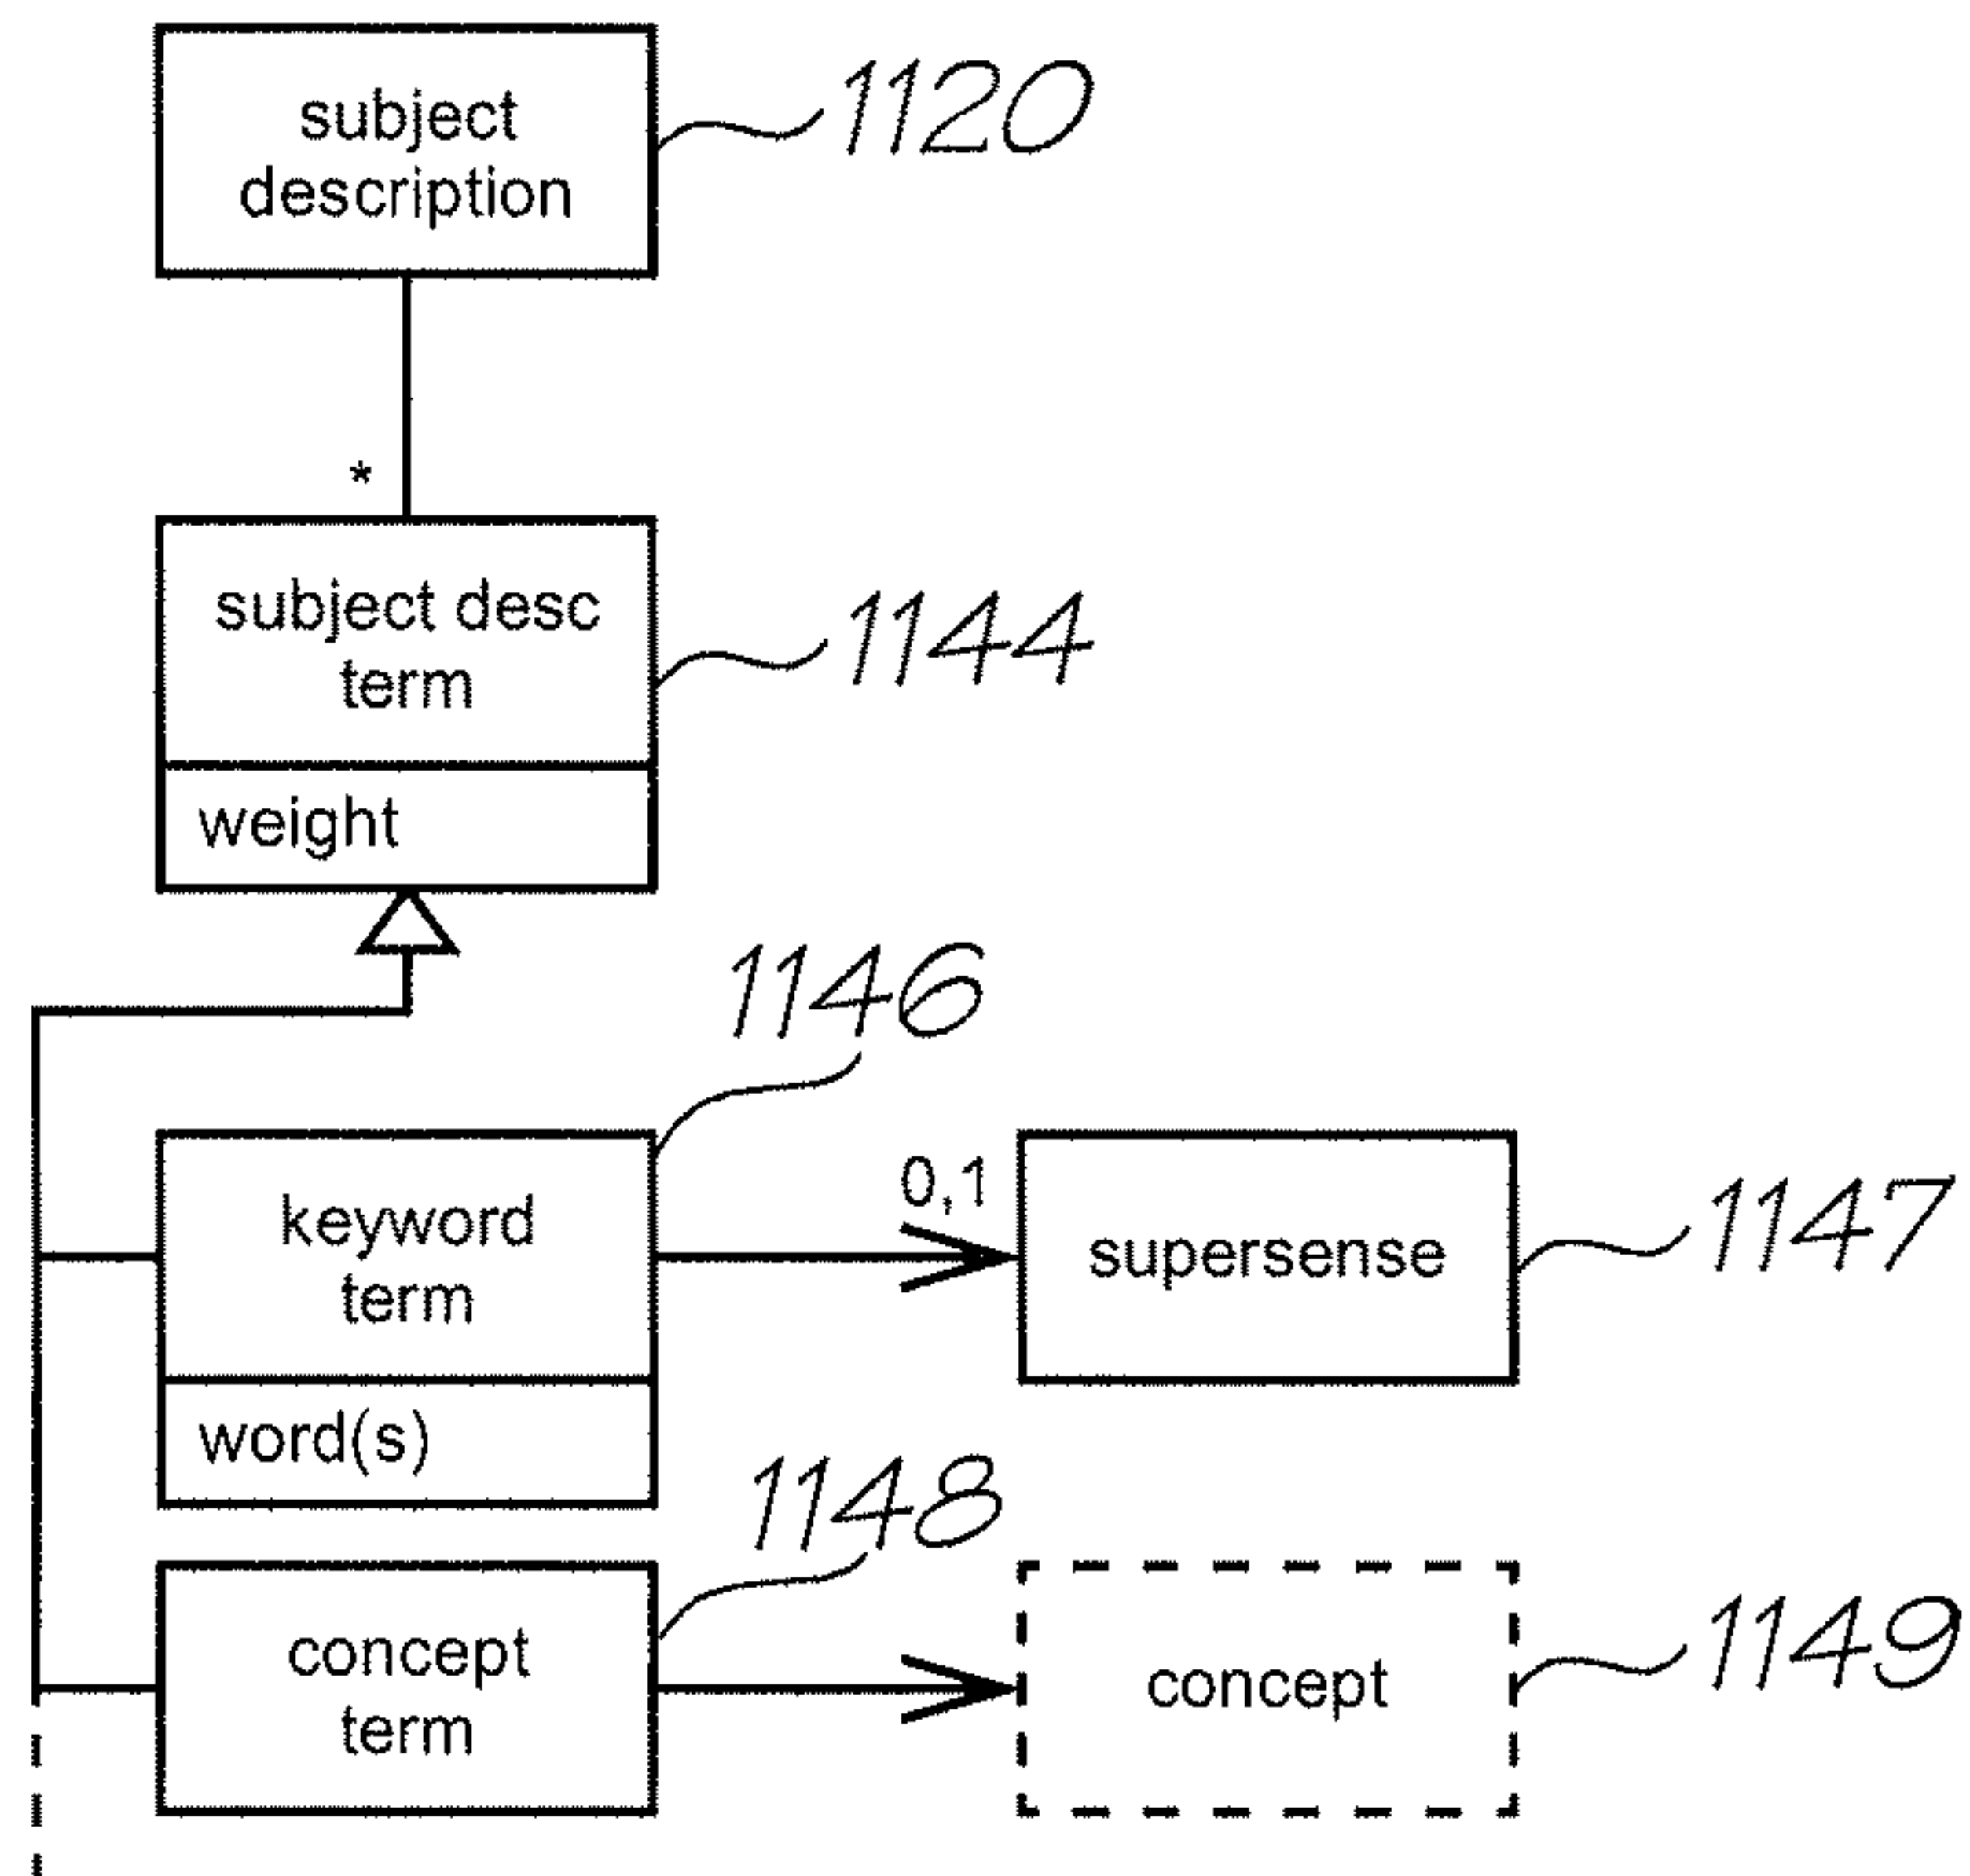 subject
description
1120
*
subject desc
term
1144
weight
1146
keyword
term
0,1
supersense
1147
word(s)
1148
concept
term
concept
1149